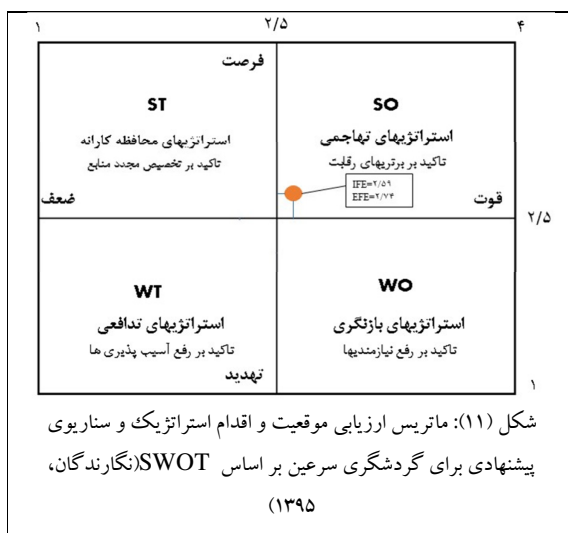 ۱ ۲/۵ ۴
فرصت
ST
استراتژیهای محافظه کارانه
تاکید بر تخصیص مجدد منابع
SO
استراتژیهای تهاجمی
تاکید بر برتریهای رقابت
IFE=۲/۵۹
EFE=۲/۷۴
ضعف
قوت
۲/۵
WT
استراتژیهای تدافعی
تاکید بر رفع آسیب پذیری ها
تهدید
WO
استراتژیهای بازنگری
تاکید بر رفع نیازمندیها
۱
شکل (۱۱): ماتریس ارزیابی موقعیت و اقدام استراتژیک و سناریوی
پیشنهادی برای گردشگری سرعین بر اساس SWOT(نگارندگان،
۱۳۹۵)